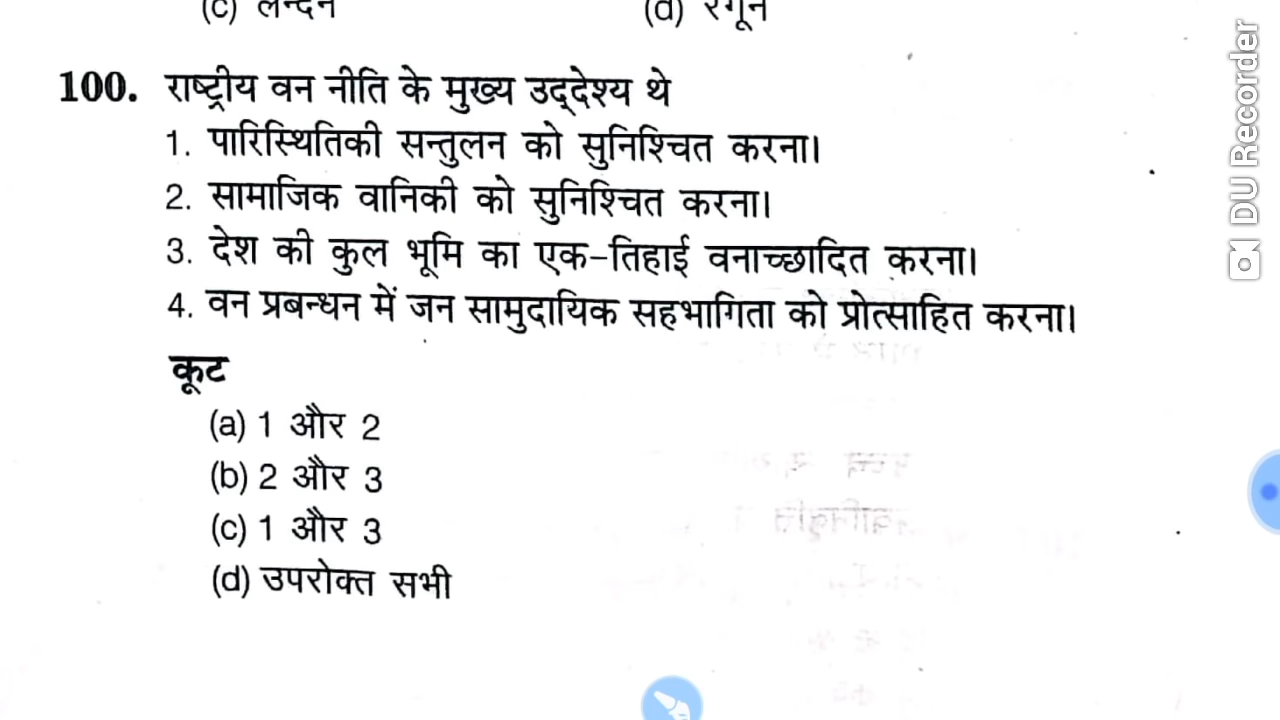 (c) लन्दन (d) रंगून
100. राष्ट्रीय वन नीति के मुख्य उद्देश्य थे
1. पारिस्थितिकी सन्तुलन को सुनिश्चित करना।
2. सामाजिक वानिकी को सुनिश्चित करना।
3. देश की कुल भूमि का एक-तिहाई वनाच्छादित करना।
4. वन प्रबन्धन में जन सामुदायिक सहभागिता को प्रोत्साहित करना।
कूट
(a) 1 और 2
(b) 2 और 3
(c) 1 और 3
(d) उपरोक्त सभी
DU Recorder